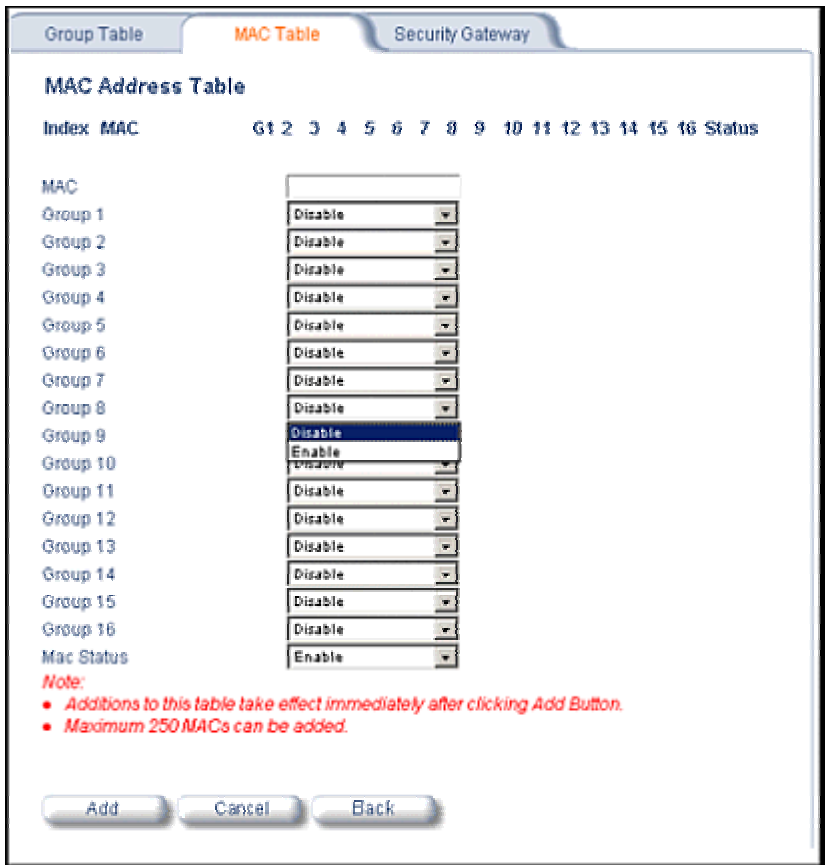 Group Table MAC Table Security Gateway
MAC Address Table
Index MAC G1 2 3 4 5 6 7 8 9 10 11 12 13 14 15 16 Status
MAC
Group 1 Disable
Group 2 Disable
Group 3 Disable
Group 4 Disable
Group 5 Disable
Group 6 Disable
Group 7 Disable
Group 8 Disable
Group 9 Disable
Enable
Group 10 Disable
Group 11 Disable
Group 12 Disable
Group 13 Disable
Group 14 Disable
Group 15 Disable
Group 16 Disable
Mac Status Enable
Note:
• Additions to this table take effect immediately after clicking Add Button.
• Maximum 250 MACs can be added.
Add Cancel Back